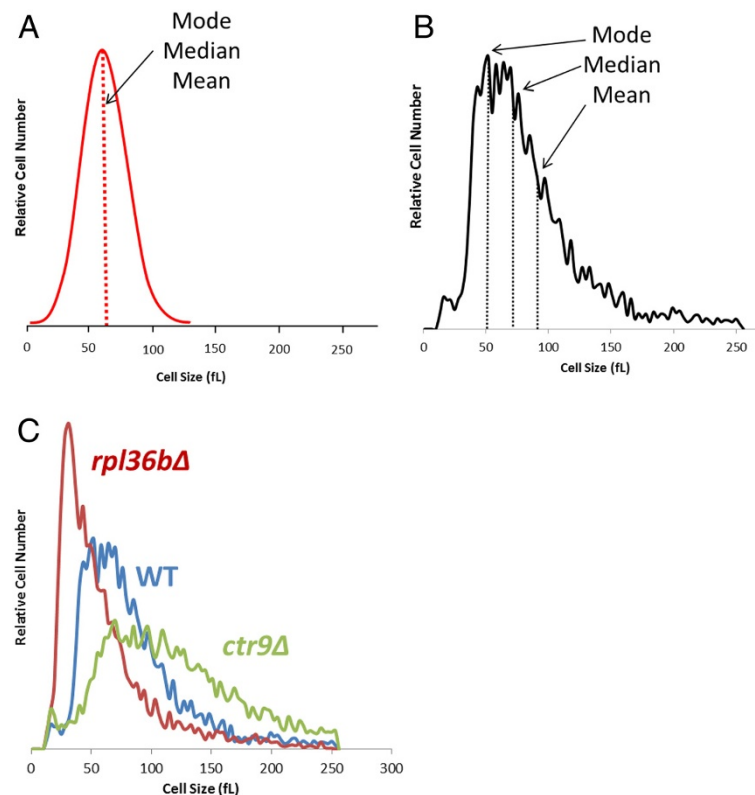 A
Mode
Median
Mean
Relative Cell Number
0 50 100 150 200 250
Cell Size (fL)
B
Mode
Median
Mean
Relative Cell Number
0 50 100 150 200 250
Cell Size (fL)
C
rpl36bΔ
WT
ctr9Δ
Relative Cell Number
0 50 100 150 200 250 300
Cell Size (fL)